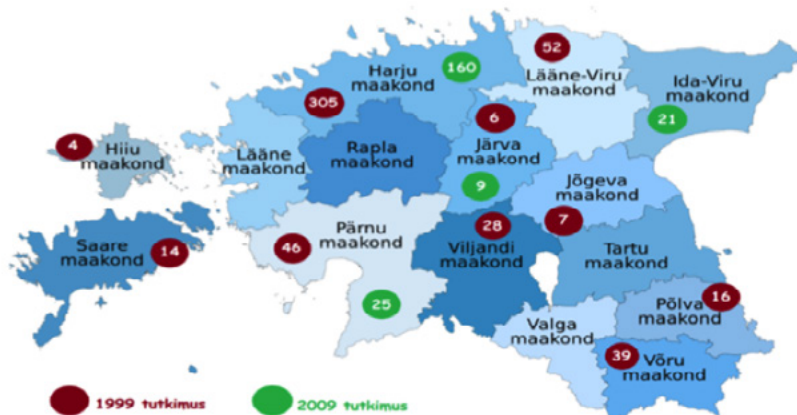 52
160
Harju
maakond
Lääne-Viru
maakond
Ida-Viru
maakond
305
6
21
4
Hiiu
maakond
Lääne
maakond
Rapla
maakond
Järva
maakond
9
Jõgeva
maakond
7
Saare
maakond
14
46
Pärnu
maakond
28
Viljandi
maakond
Tartu
maakond
25
16
Põlva
maakond
Valga
maakond
39
Võru
maakond
1999 tutkimus
2009 tutkimus